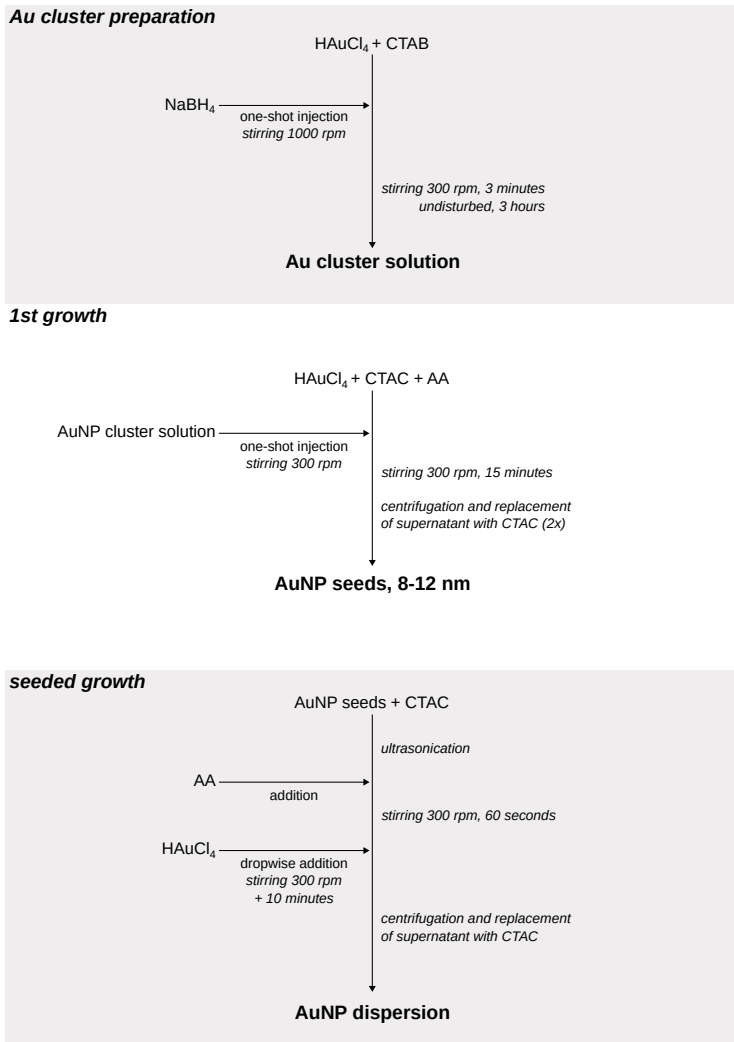 Au cluster preparation
HAuCl₄ + CTAB
NaBH₄
one-shot injection
stirring 1000 rpm
stirring 300 rpm, 3 minutes
undisturbed, 3 hours
Au cluster solution
1st growth
HAuCl₄ + CTAC + AA
AuNP cluster solution
one-shot injection
stirring 300 rpm
stirring 300 rpm, 15 minutes
centrifugation and replacement
of supernatant with CTAC (2x)
AuNP seeds, 8-12 nm
seeded growth
AuNP seeds + CTAC
ultrasonication
AA
addition
stirring 300 rpm, 60 seconds
HAuCl₄
dropwise addition
stirring 300 rpm
+ 10 minutes
centrifugation and replacement
of supernatant with CTAC
AuNP dispersion